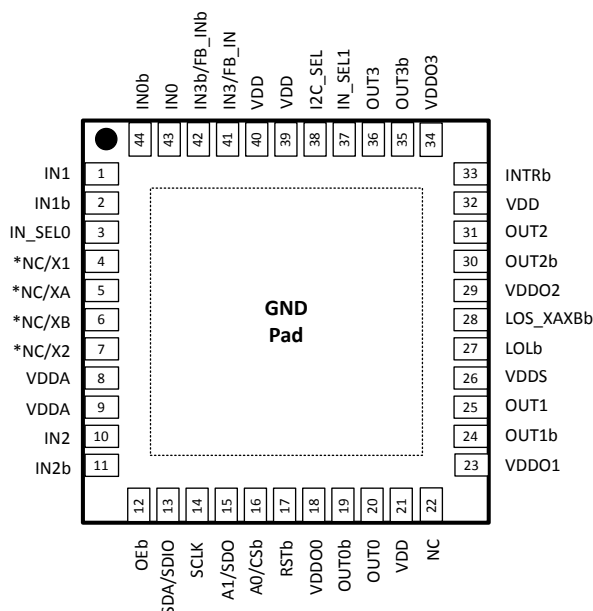 IN0b
IN0
IN3b/FB_INb
IN3/FB_IN
VDD
VDD
I2C_SEL
IN_SEL1
OUT3
OUT3b
VDDO3
44
43
42
41
40
39
38
37
36
35
34
IN1 1
IN1b 2
IN_SEL0 3
*NC/X1 4
*NC/XA 5
*NC/XB 6
*NC/X2 7
VDDA 8
VDDA 9
IN2 10
IN2b 11
GND
Pad
33 INTRb
32 VDD
31 OUT2
30 OUT2b
29 VDDO2
28 LOS_XAXBb
27 LOLb
26 VDDS
25 OUT1
24 OUT1b
23 VDDO1
12
13
14
15
16
17
18
19
20
21
22
OEb
SDA/SDIO
SCLK
A1/SDO
A0/CSb
RSTb
VDDO0
OUT0b
OUT0
VDD
NC